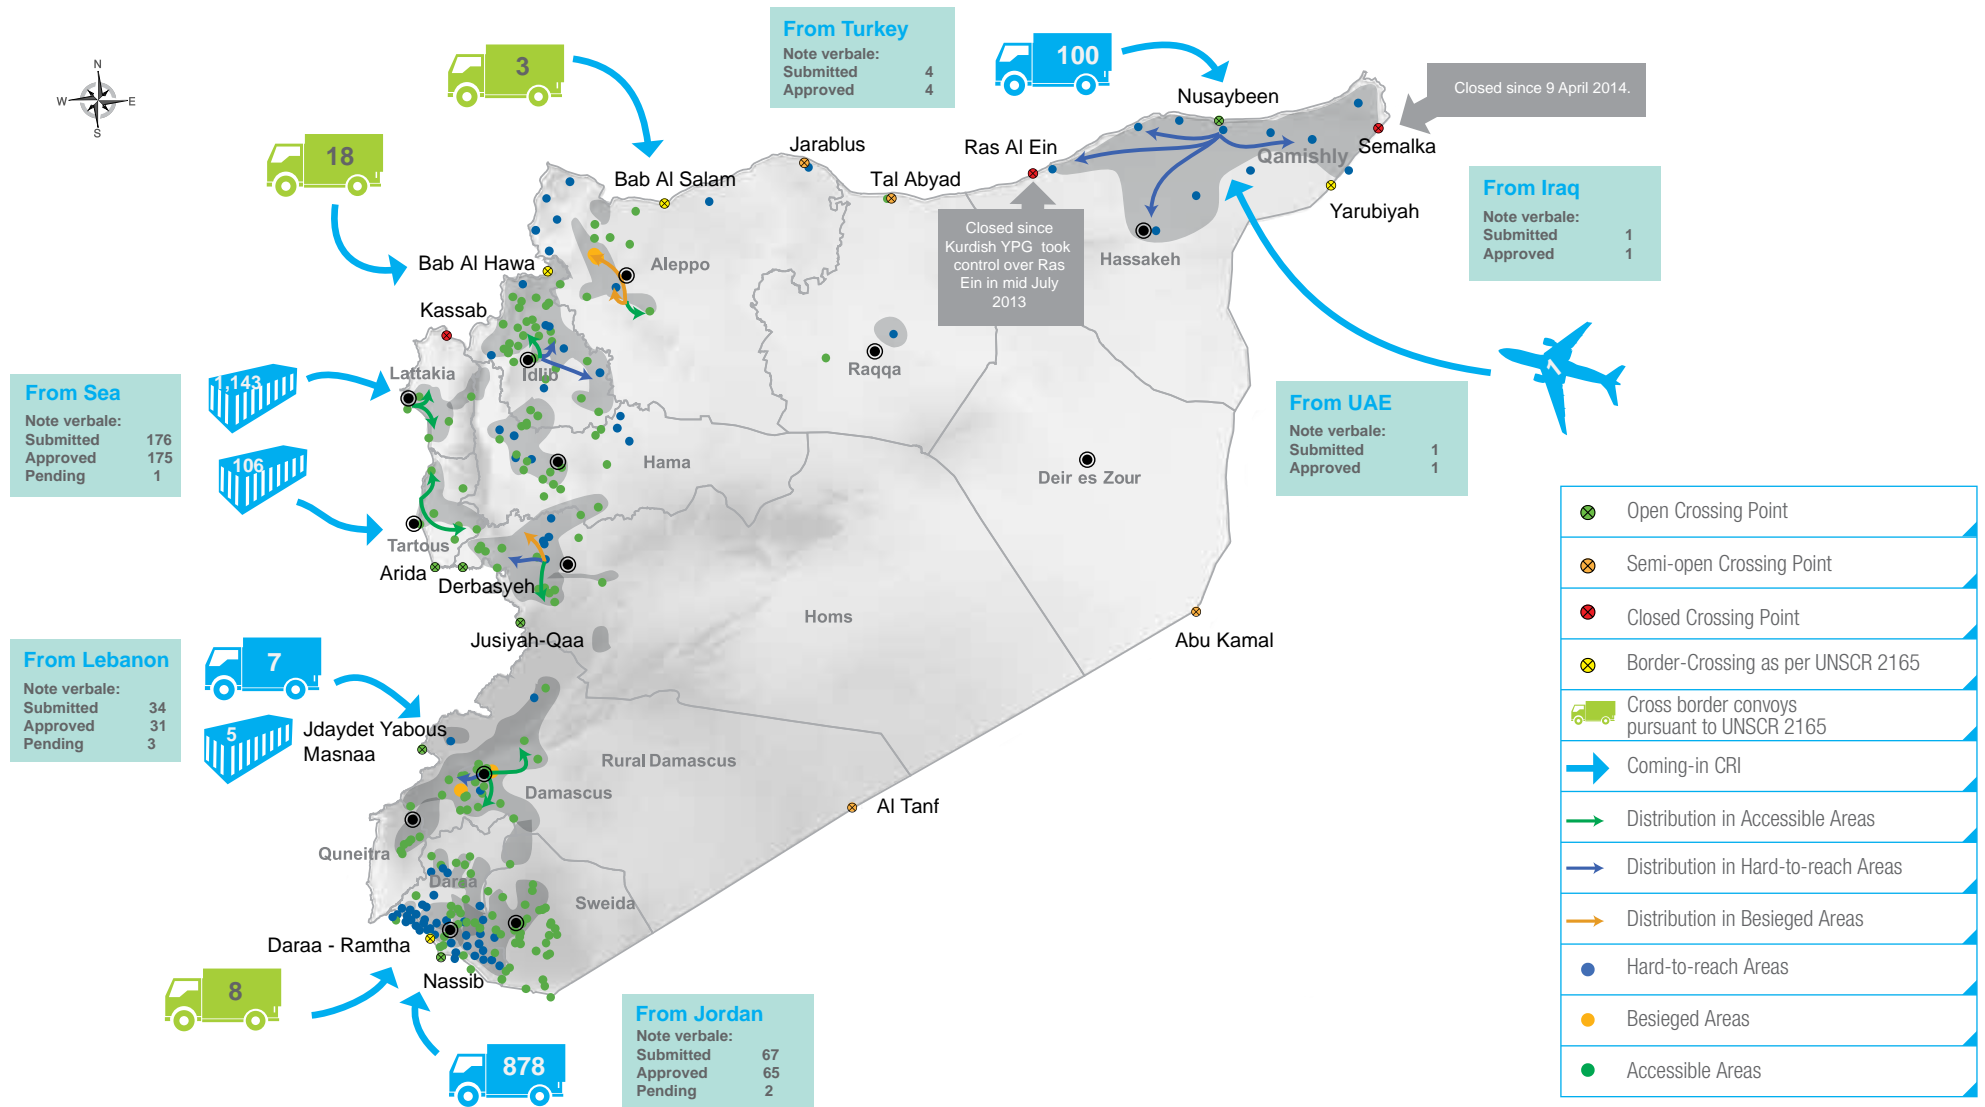 N
W
E
S
3
18
From Turkey
Note verbale:
Submitted 4
Approved 4
100
Nusaybeen
Closed since 9 April 2014.
Semalka
Qamishly
Jarablus
Ras Al Ein
Tal Abyad
Bab Al Salam
Yarubiyah
From Iraq
Note verbale:
Submitted 1
Approved 1
Closed since
Kurdish YPG took
control over Ras
Ein in mid July
2013
Hassakeh
Bab Al Hawa
Aleppo
Kassab
Raqqa
Lattakia
Idlib
From Sea
Note verbale:
Submitted 176
Approved 175
Pending 1
1,143
106
1
From UAE
Note verbale:
Submitted 1
Approved 1
Hama
Deir es Zour
Tartous
Arida
Derbasyeh
Homs
Jusiyah-Qaa
Abu Kamal
From Lebanon
Note verbale:
Submitted 34
Approved 31
Pending 3
7
5
Jdaydet Yabous
Masnaa
Rural Damascus
Damascus
Al Tanf
Quneitra
Daraa
Sweida
Daraa - Ramtha
Nassib
8
878
From Jordan
Note verbale:
Submitted 67
Approved 65
Pending 2
Open Crossing Point
Semi-open Crossing Point
Closed Crossing Point
Border-Crossing as per UNSCR 2165
Cross border convoys
pursuant to UNSCR 2165
Coming-in CRI
Distribution in Accessible Areas
Distribution in Hard-to-reach Areas
Distribution in Besieged Areas
Hard-to-reach Areas
Besieged Areas
Accessible Areas